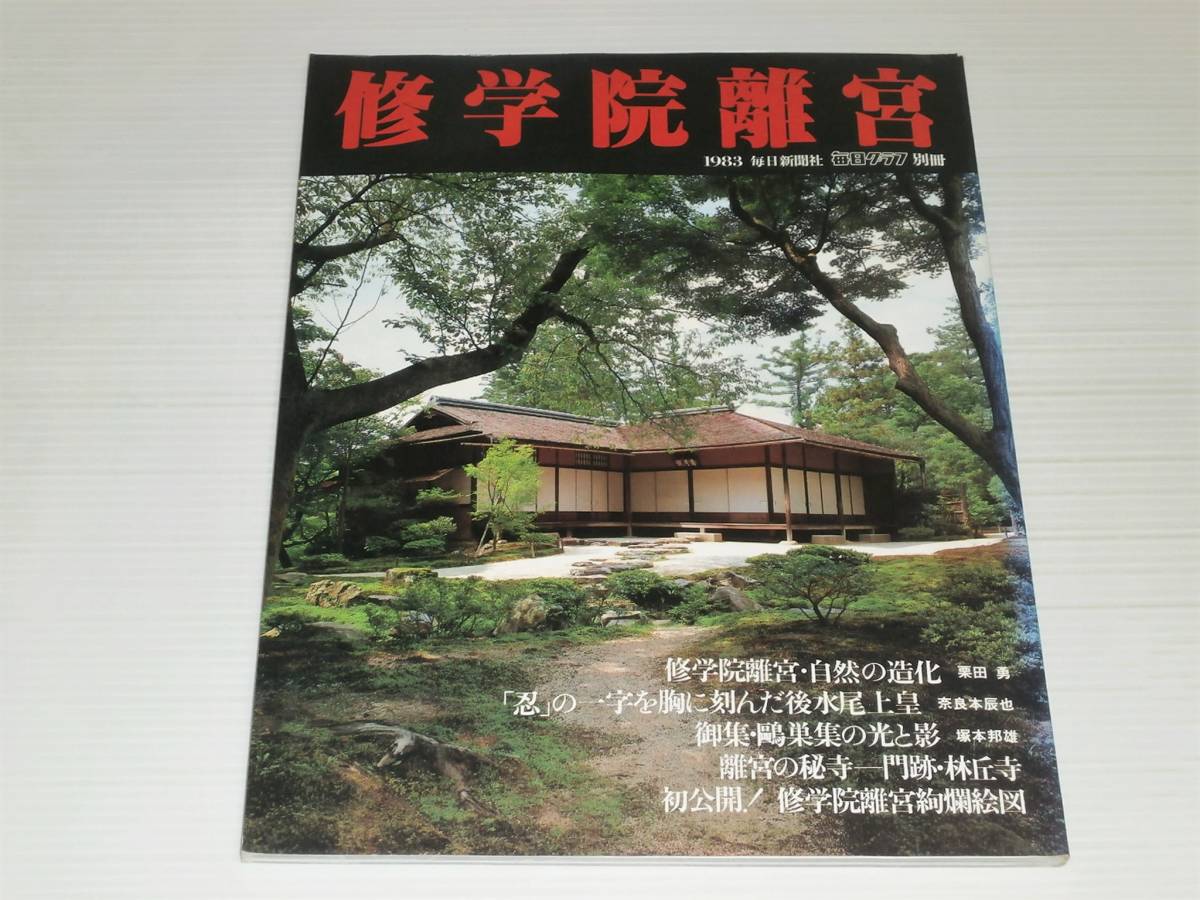 修学院離宮
1983 毎日新聞社 毎日グラフ 別冊
修学院離宮・自然の造化 栗田 勇
「忍」の一字を胸に刻んだ後水尾上皇 奈良本辰也
御集・鷗巣集の光と影 塚本邦雄
離宮の秘寺―門跡・林丘寺
初公開!修学院離宮絢爛絵図